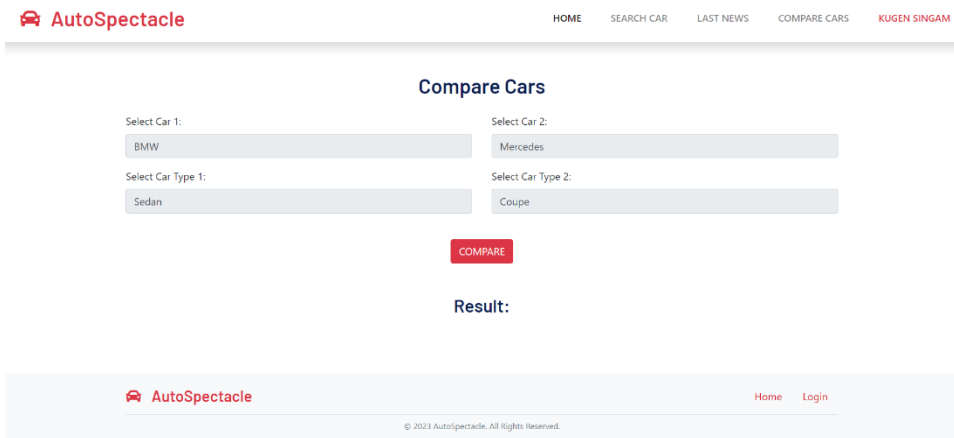 AutoSpectacle HOME SEARCH CAR LAST NEWS COMPARE CARS KUGEN SINGAM
Compare Cars
Select Car 1: Select Car 2:
BMW Mercedes
Select Car Type 1: Select Car Type 2:
Sedan Coupe
COMPARE
Result:
AutoSpectacle Home Login
© 2023 AutoSpectacle. All Rights Reserved.